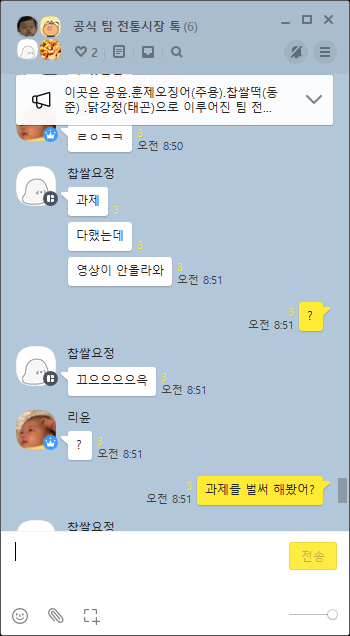 공식 팀 전통시장 톡 (6)
2
이곳은 공윤.훈제오징어(주용).찹쌀떡(동
준) .닭강정(태곤)으로 이루어진 팀 전...
ㄹㅇㅋㅋ
3
오전 8:50
찹쌀요정
과제
3
다했는데
3
영상이 안올라와
3
오전 8:51
3
오전 8:51
?
찹쌀요정
끄으으으으윽
3
오전 8:51
리윤
?
3
오전 8:51
3
오전 8:51
과제를 벌써 해봤어?
찹쌀요정
전송